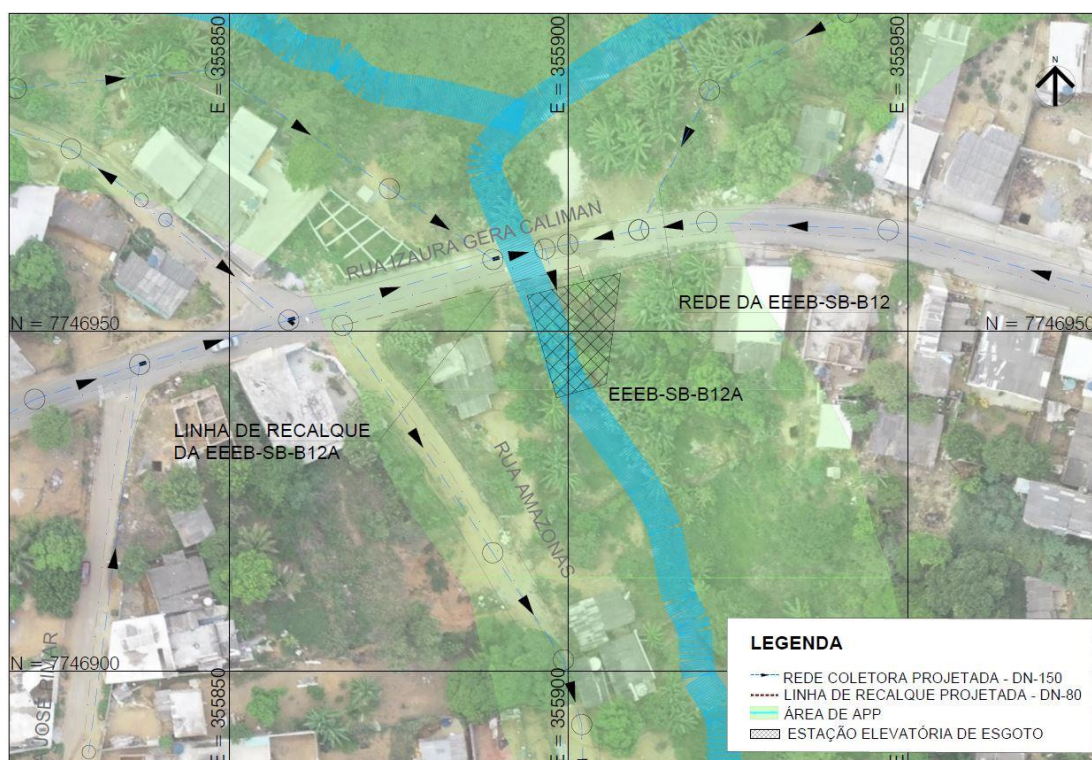 E = 355850
E = 355900
E = 355950
N
RUA IZAURA GERA CALIMAN
REDE DA EEEB-SB-B12
N = 7746950
N = 7746950
EEEB-SB-B12A
LINHA DE RECALQUE
DA EEEB-SB-B12A
RUA AMAZONAS
JOSÉ PIMAR
N = 7746900
E = 355850
E = 355900
E =
LEGENDA
REDE COLETORA PROJETADA - DN-150
LINHA DE RECALQUE PROJETADA - DN-80
ÁREA DE APP
ESTAÇÃO ELEVATÓRIA DE ESGOTO